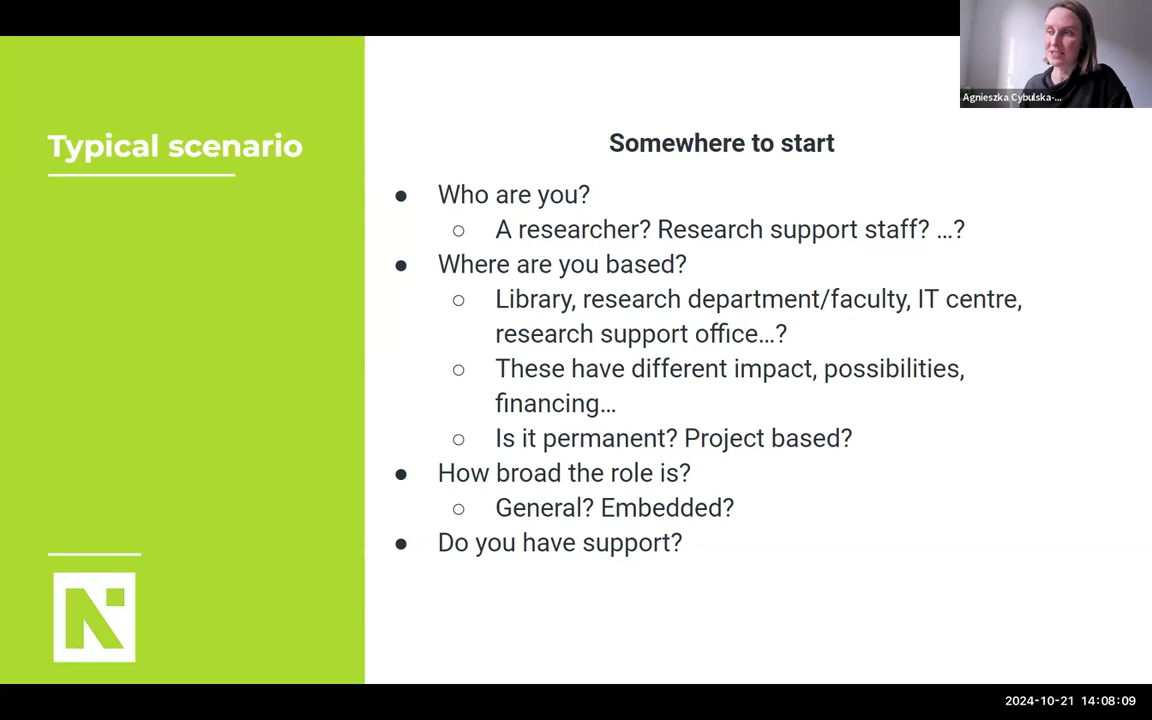 Agnieszka Cybulska-...
Typical scenario
Somewhere to start
● Who are you?
○ A researcher? Research support staff? …?
● Where are you based?
○ Library, research department/faculty, IT centre,
research support office…?
○ These have different impact, possibilities,
financing…
○ Is it permanent? Project based?
● How broad the role is?
○ General? Embedded?
● Do you have support?
N
2024-10-21 14:08:09